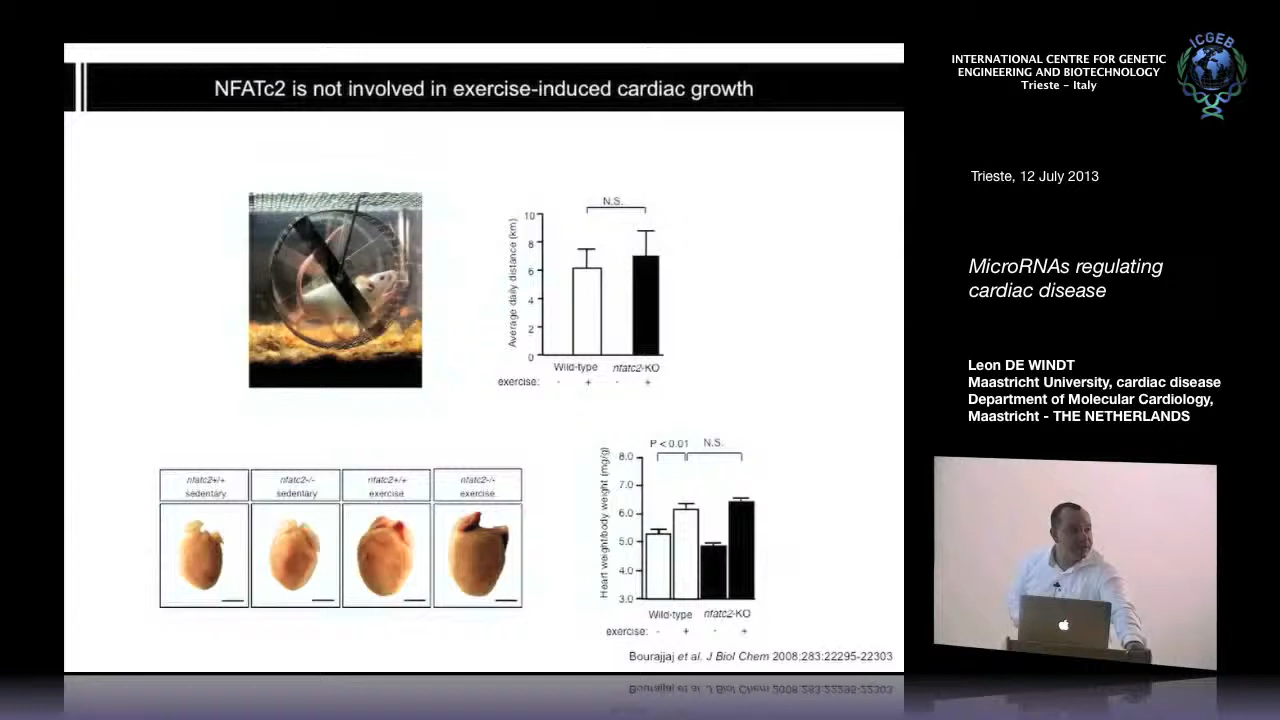 NFATc2 is not involved in exercise-induced cardiac growth
N.S.
Average daily distance (km)
10
8
6
4
2
0
Wild-type nfatc2-KO
exercise: - + - +
nfatc2+/+ sedentary
nfatc2-/- sedentary
nfatc2+/+ exercise
nfatc2-/- exercise
P < 0.01 N.S.
Heart weight/body weight (mg/g)
8.0
7.0
6.0
5.0
4.0
3.0
Wild-type nfatc2-KO
exercise: - + - +
Bourajjaj et al. J Biol Chem 2008;283:22295-22303
INTERNATIONAL CENTRE FOR GENETIC
ENGINEERING AND BIOTECHNOLOGY
Trieste - Italy
ICGEB
Trieste, 12 July 2013
MicroRNAs regulating
cardiac disease
Leon DE WINDT
Maastricht University, cardiac disease
Department of Molecular Cardiology,
Maastricht - THE NETHERLANDS